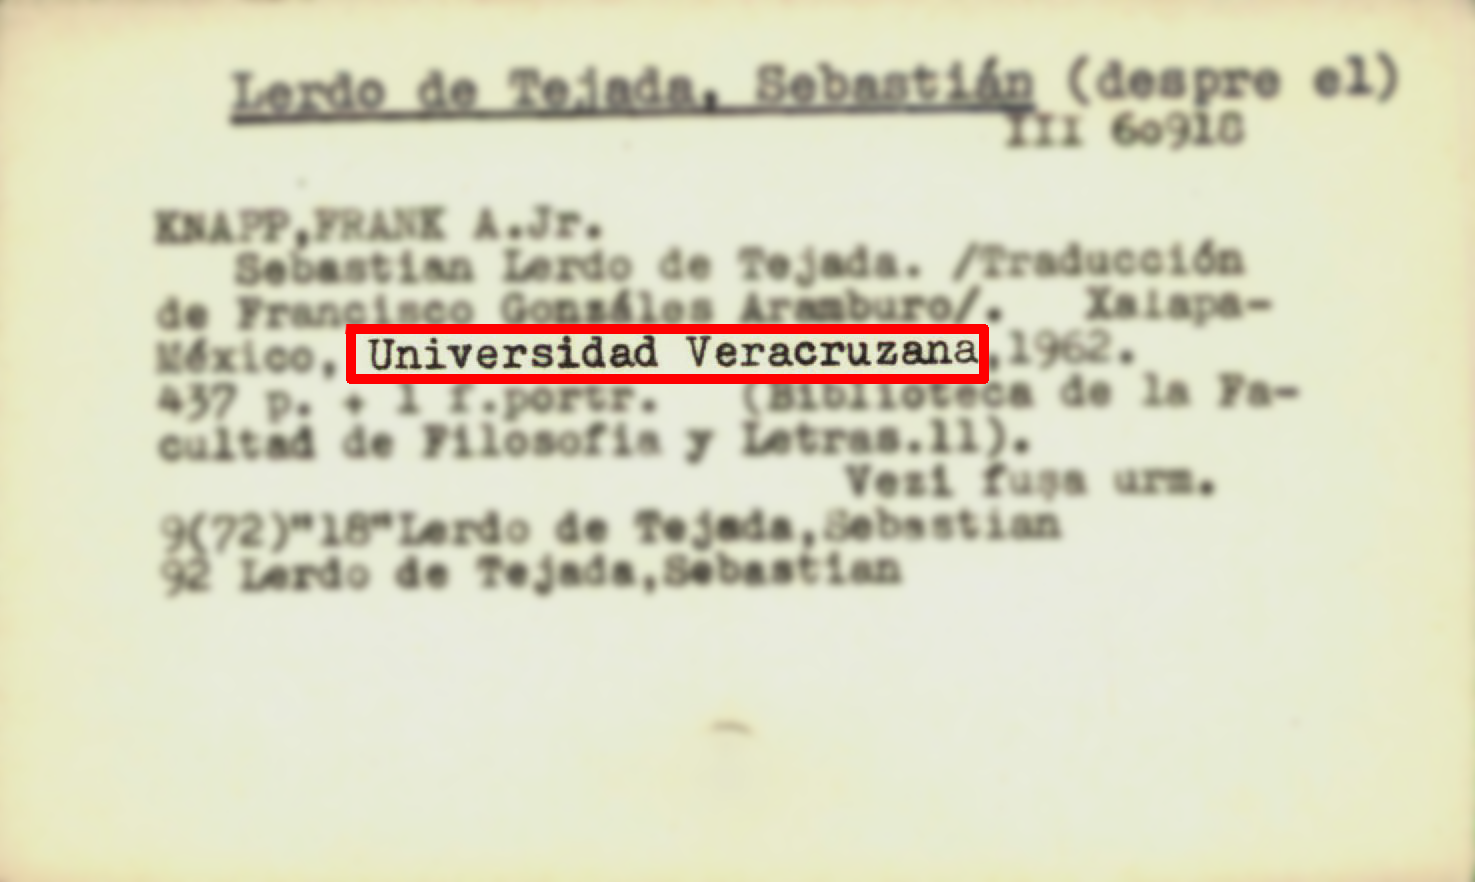 Lerdo de Tejada, Sebastián (despre el)
III 60918
KNAPP,FRANK A.Jr.
Sebastian Lerdo de Tejada. /Traducción
de Francisco Gonzáles Aramburo/. Xalapa-
México, Universidad Veracruzana,1962.
437 p. + 1 f.portr. (Biblioteca de la Fa-
cultad de Filosofia y Letras.11).
Vezi fuşa urm.
9(72)"18"Lerdo de Tejada,Sebastian
92 Lerdo de Tejada,Sebastian